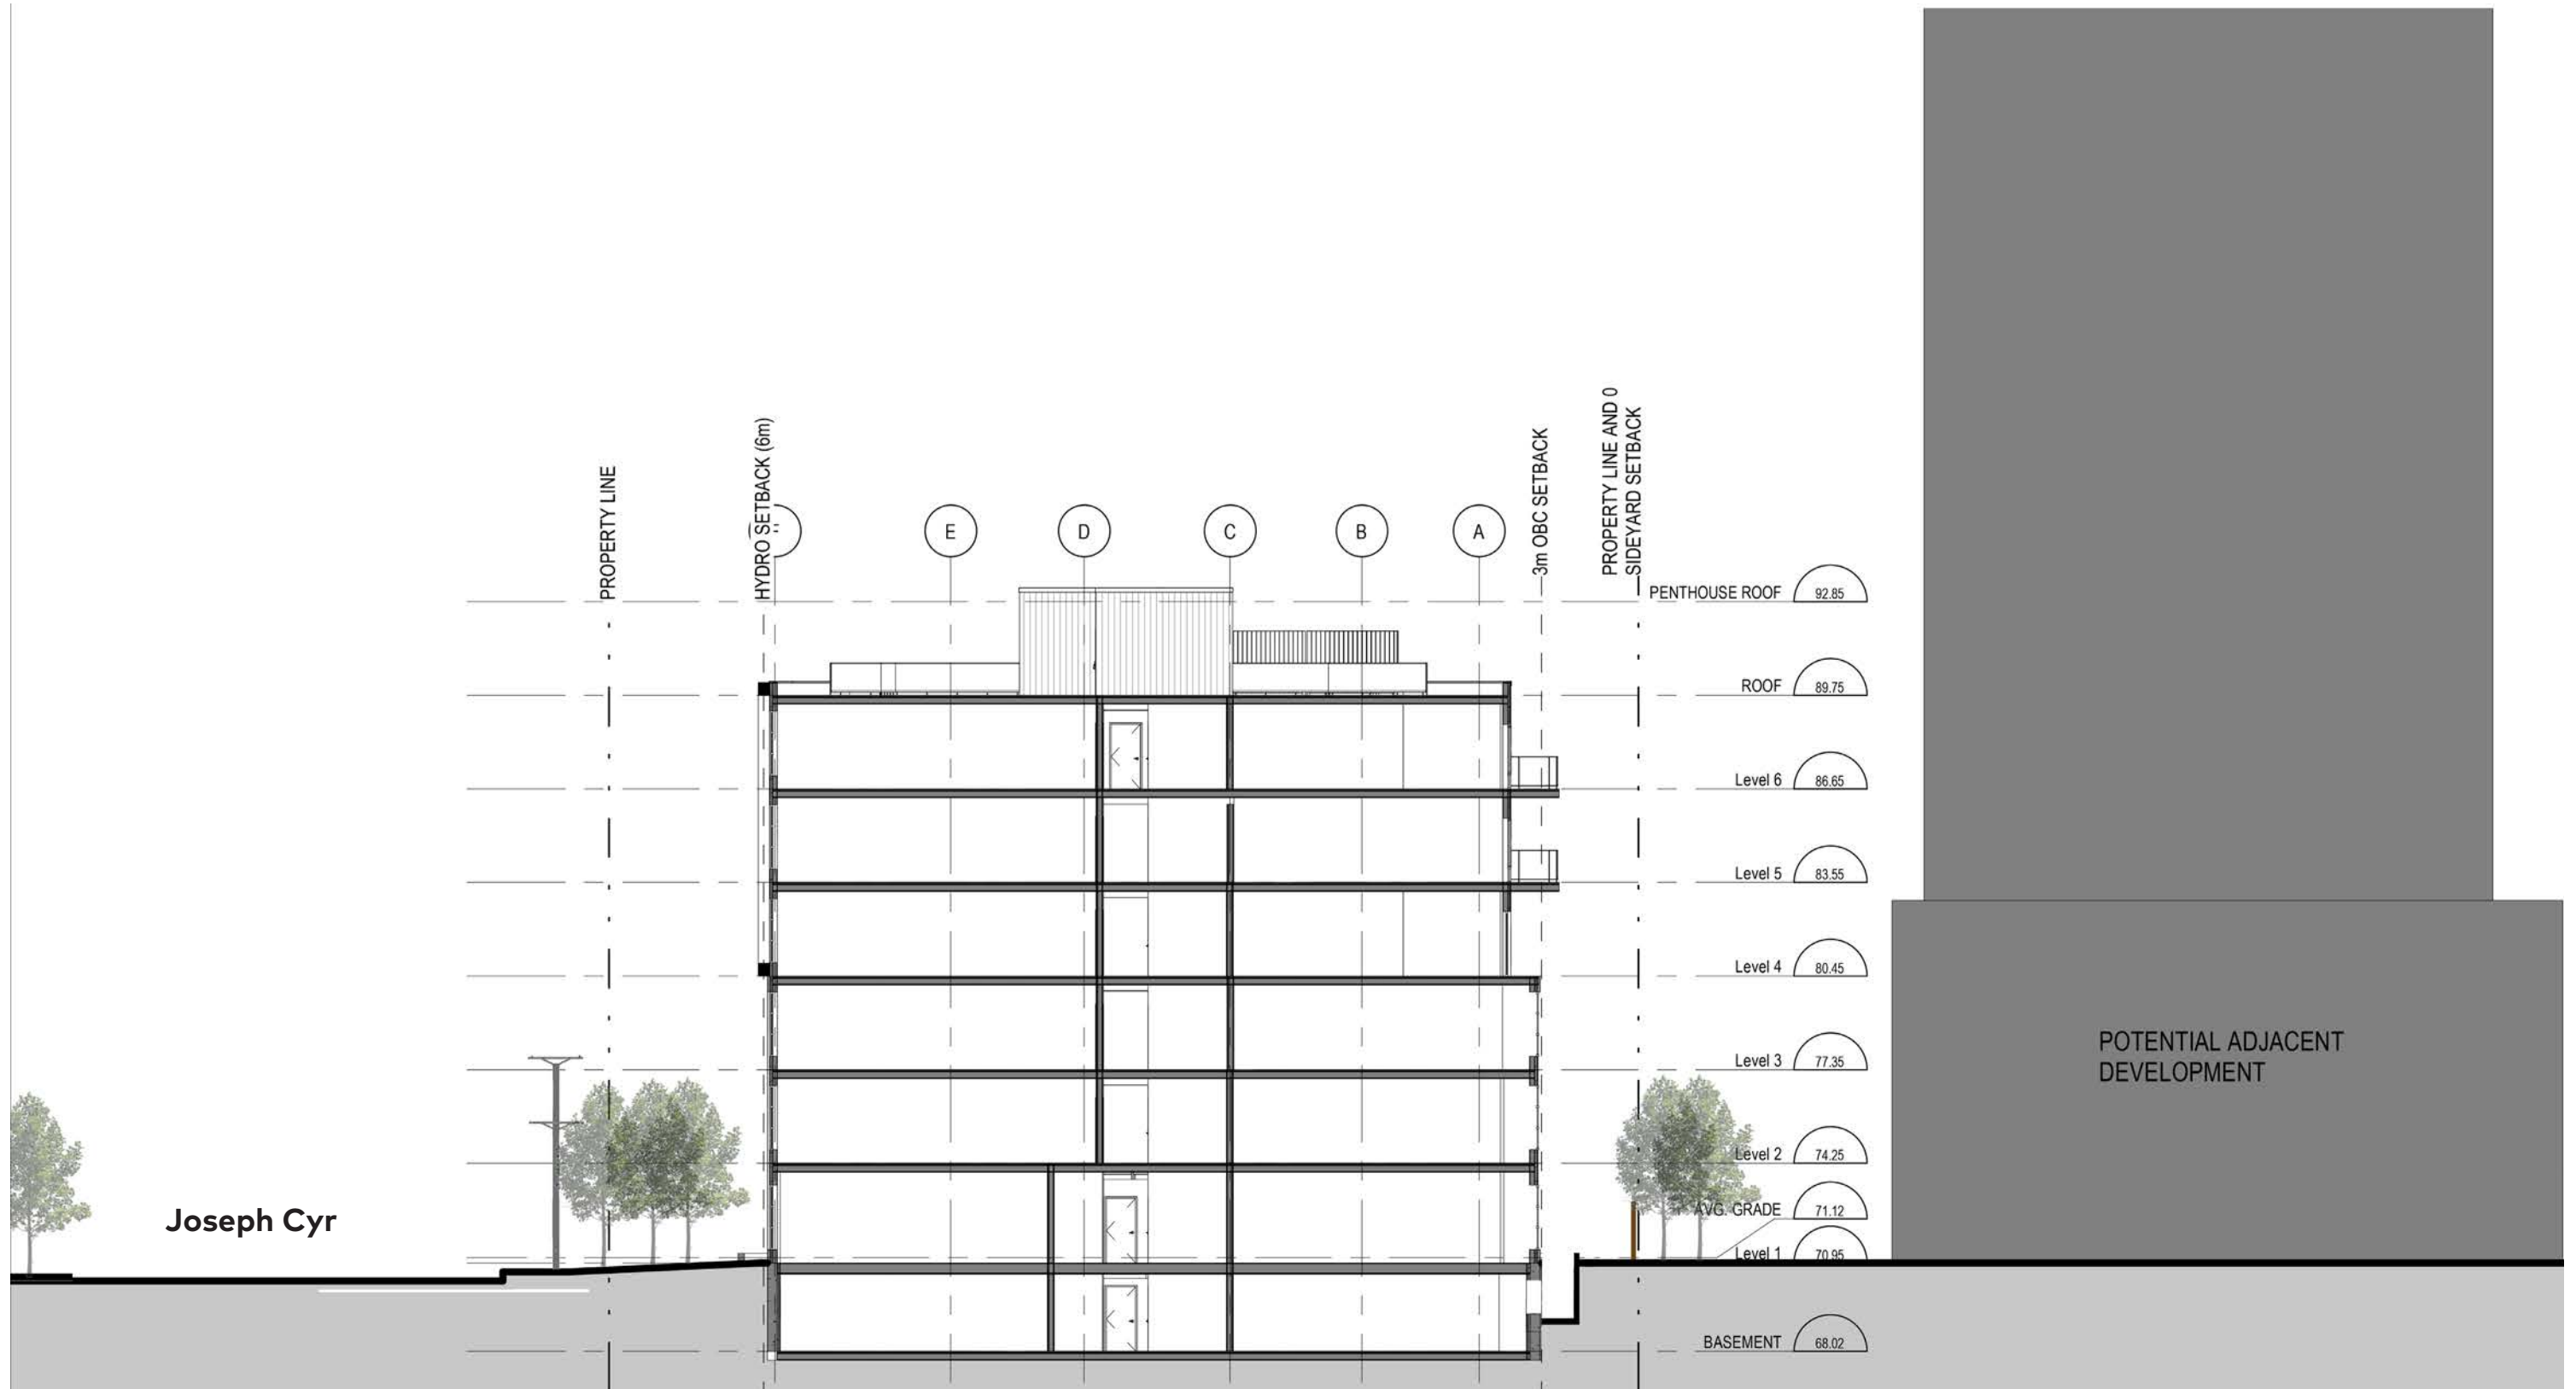 PROPERTY LINE
HYDRO SETBACK (6m)
3m OBC SETBACK
PROPERTY LINE AND 0
SIDEYARD SETBACK
E
D
C
B
A
PENTHOUSE ROOF 92.85
ROOF 89.75
Level 6 86.65
Level 5 83.55
Level 4 80.45
POTENTIAL ADJACENT
DEVELOPMENT
Level 3 77.35
Level 2 74.25
Joseph Cyr
AVG. GRADE 71.12
Level 1 70.95
BASEMENT 68.02